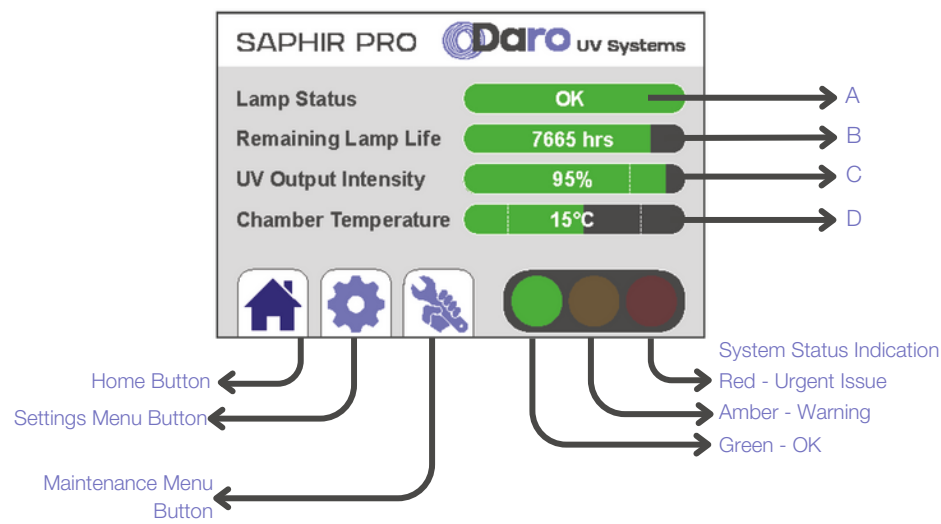 SAPHIR PRO Daro UV Systems
Lamp Status OK A
Remaining Lamp Life 7665 hrs B
UV Output Intensity 95% C
Chamber Temperature 15°C D
System Status Indication
Home Button Red - Urgent Issue
Settings Menu Button Amber - Warning
Green - OK
Maintenance Menu
Button